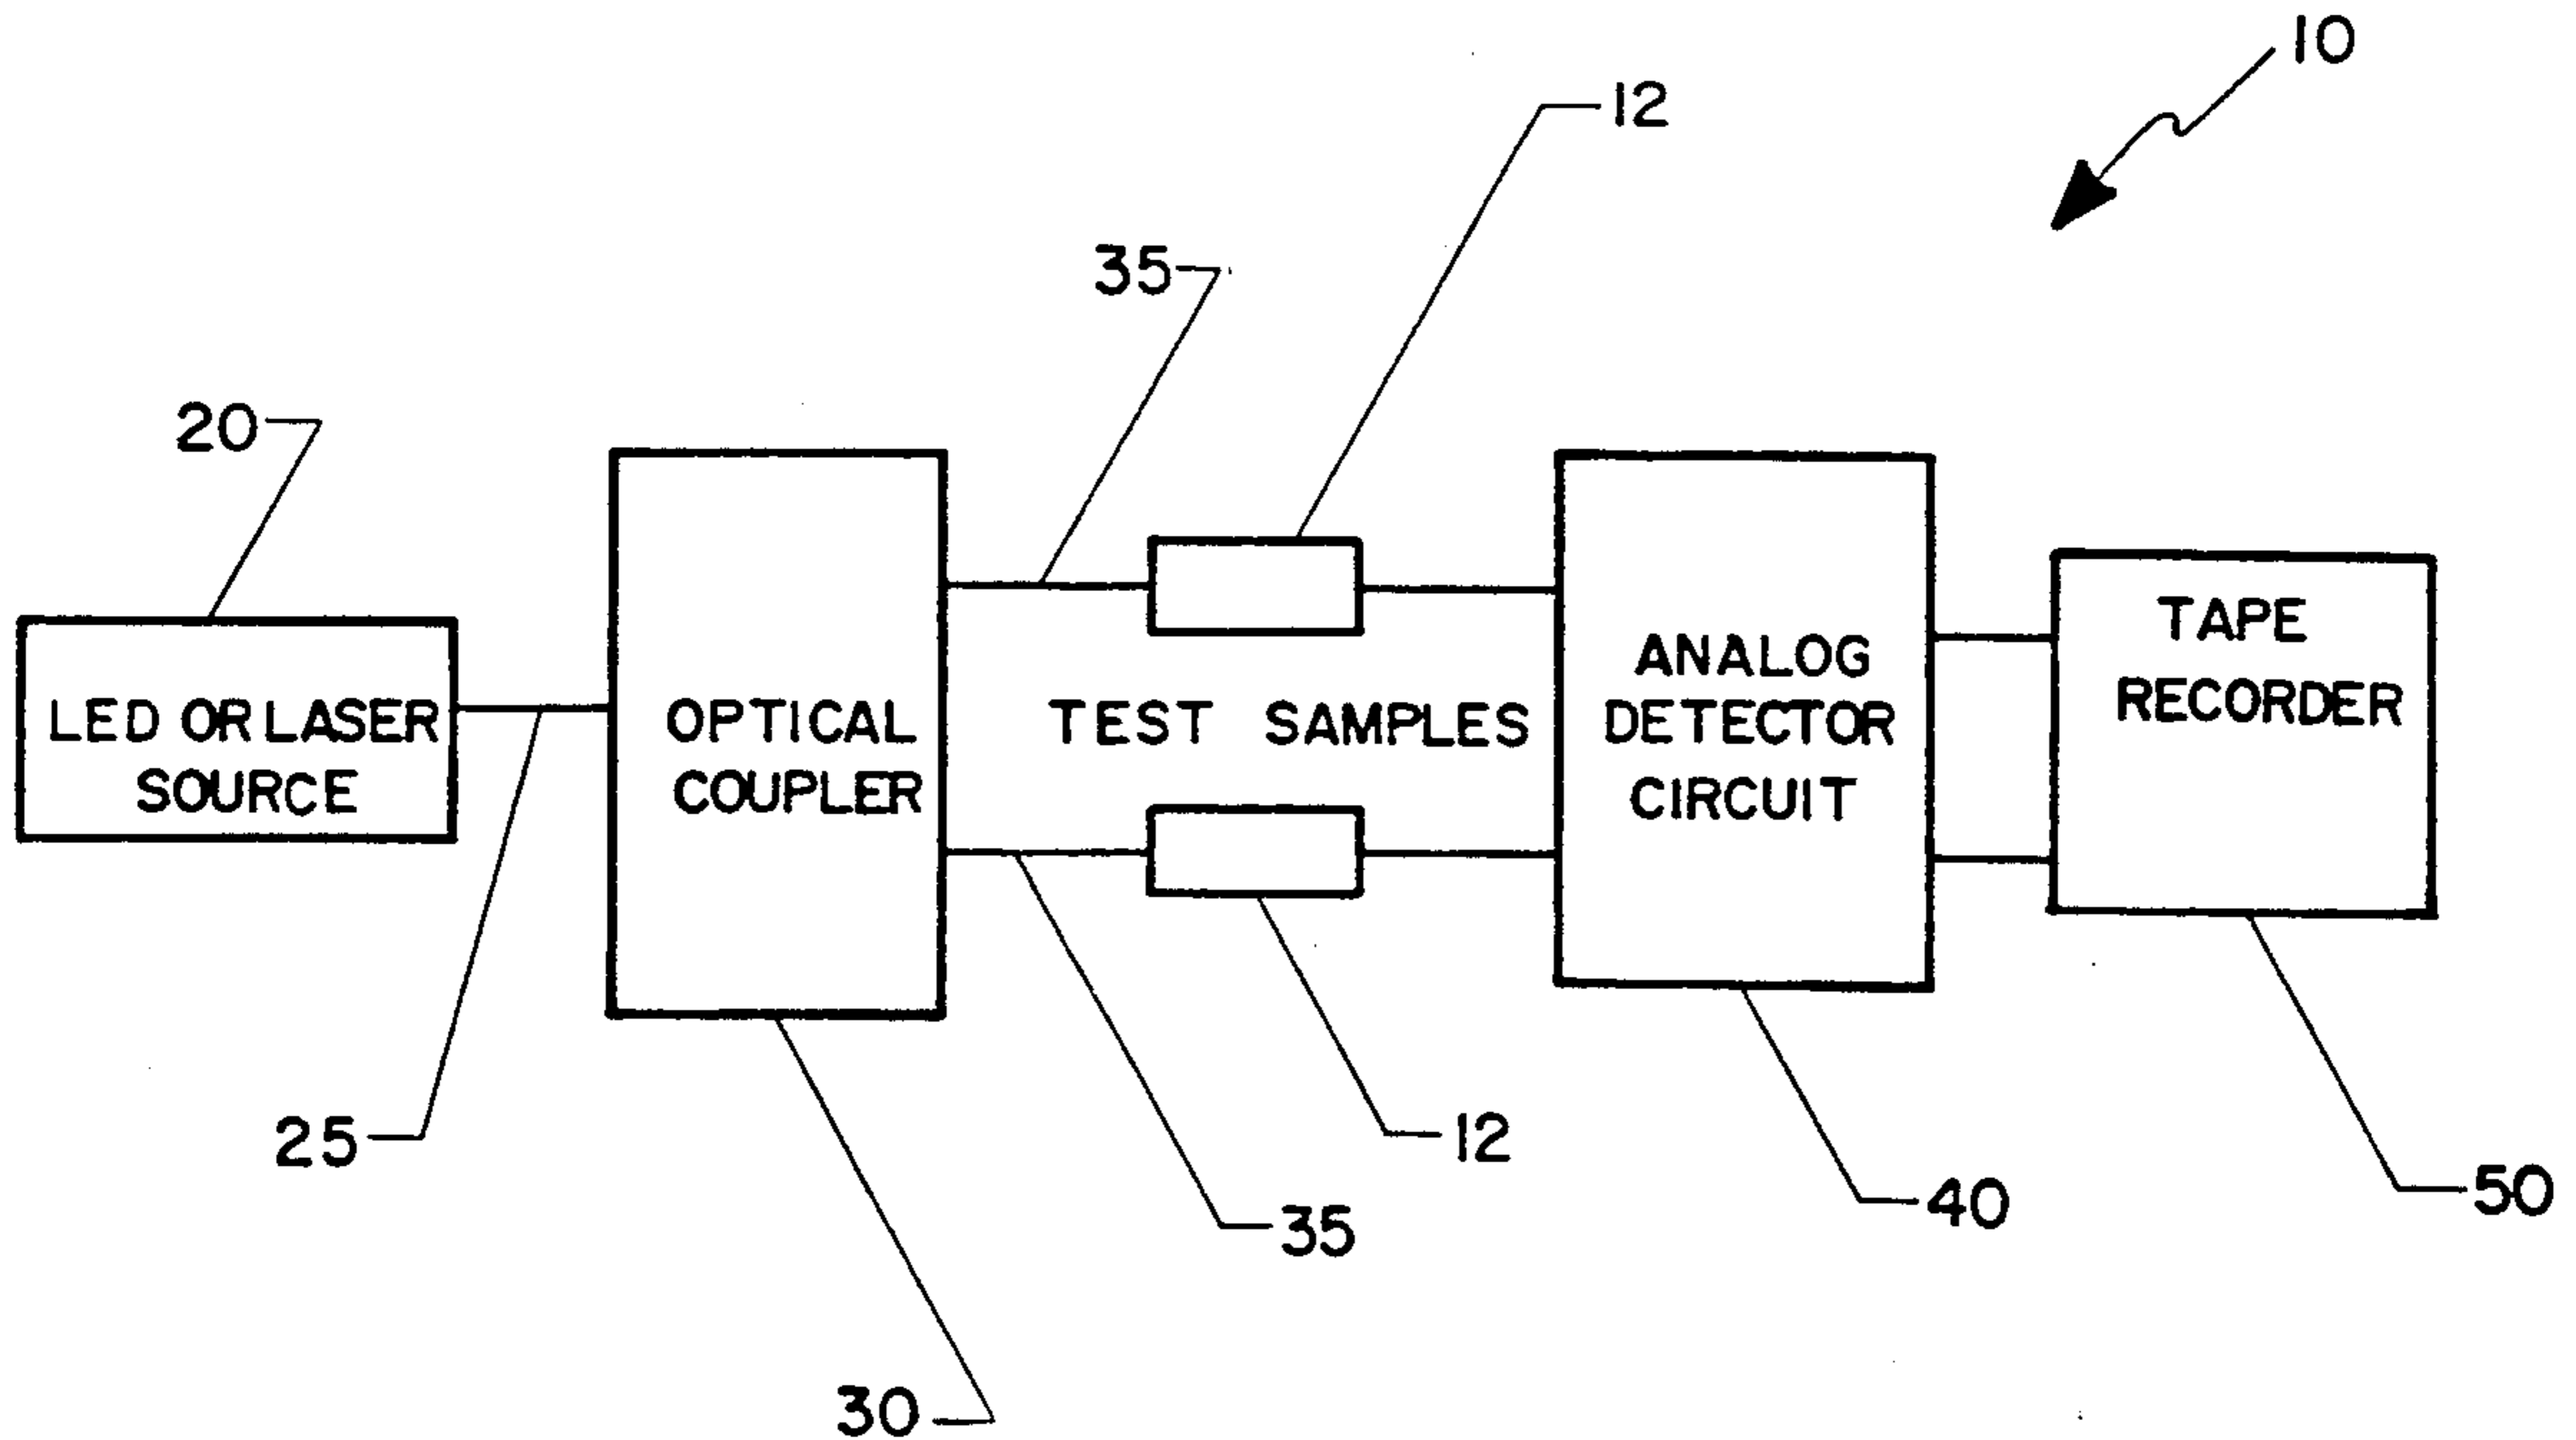 10
12
35
20
LED OR LASER
SOURCE
OPTICAL
COUPLER
TEST SAMPLES
ANALOG
DETECTOR
CIRCUIT
TAPE
RECORDER
25
12
35
40
50
30